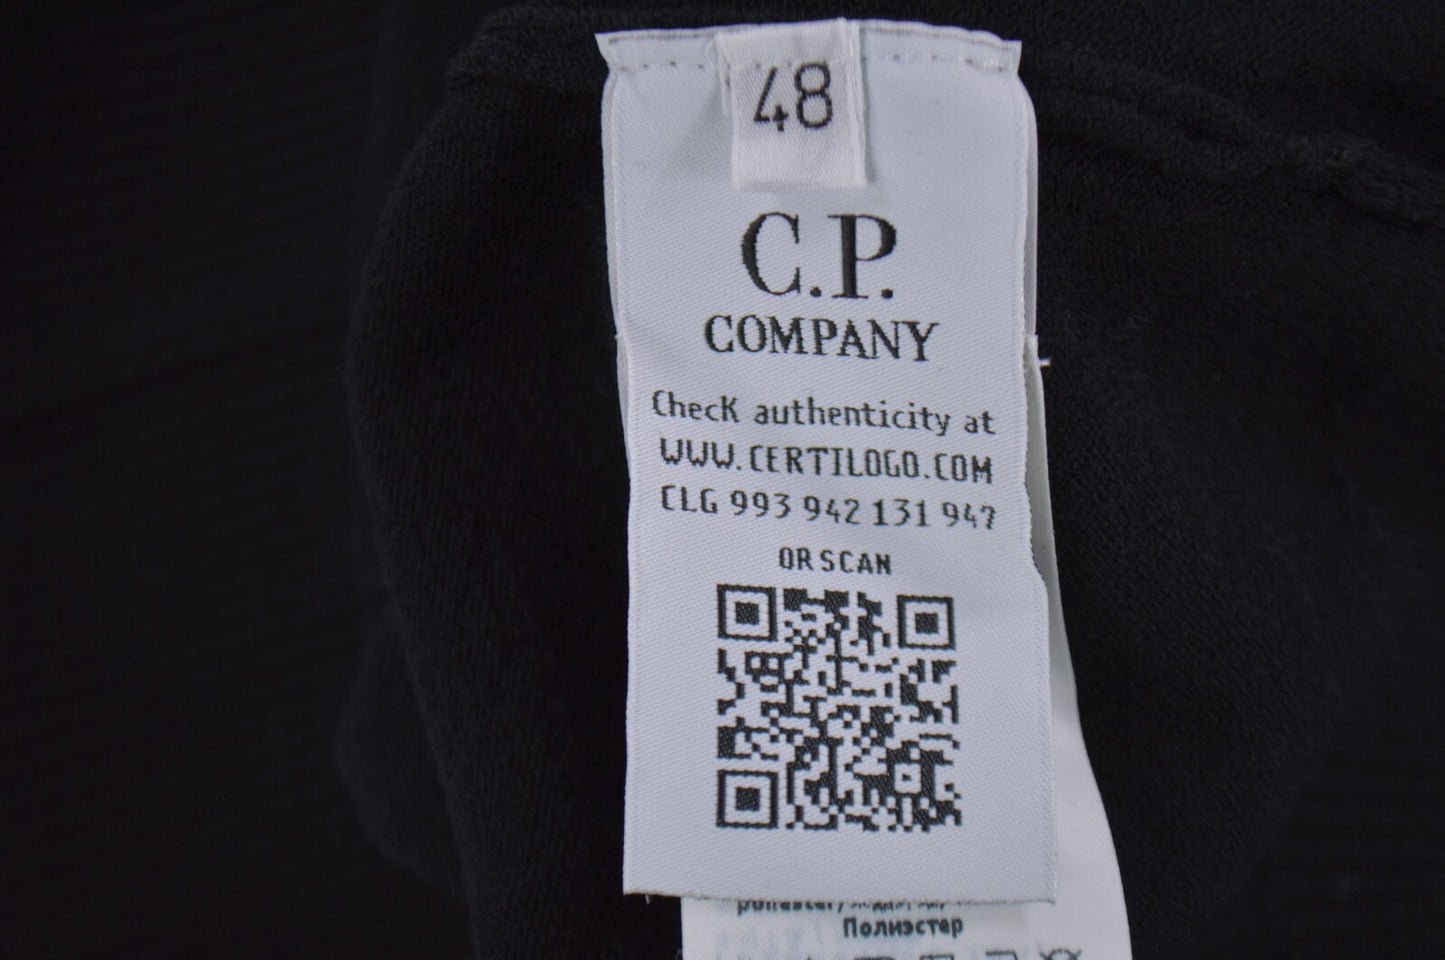 48
C.P.
COMPANY
ChecK authenticity at
WWW.CERTILOGO.COM
CLG 993 942 131 947
OR SCAN
Полиэстер